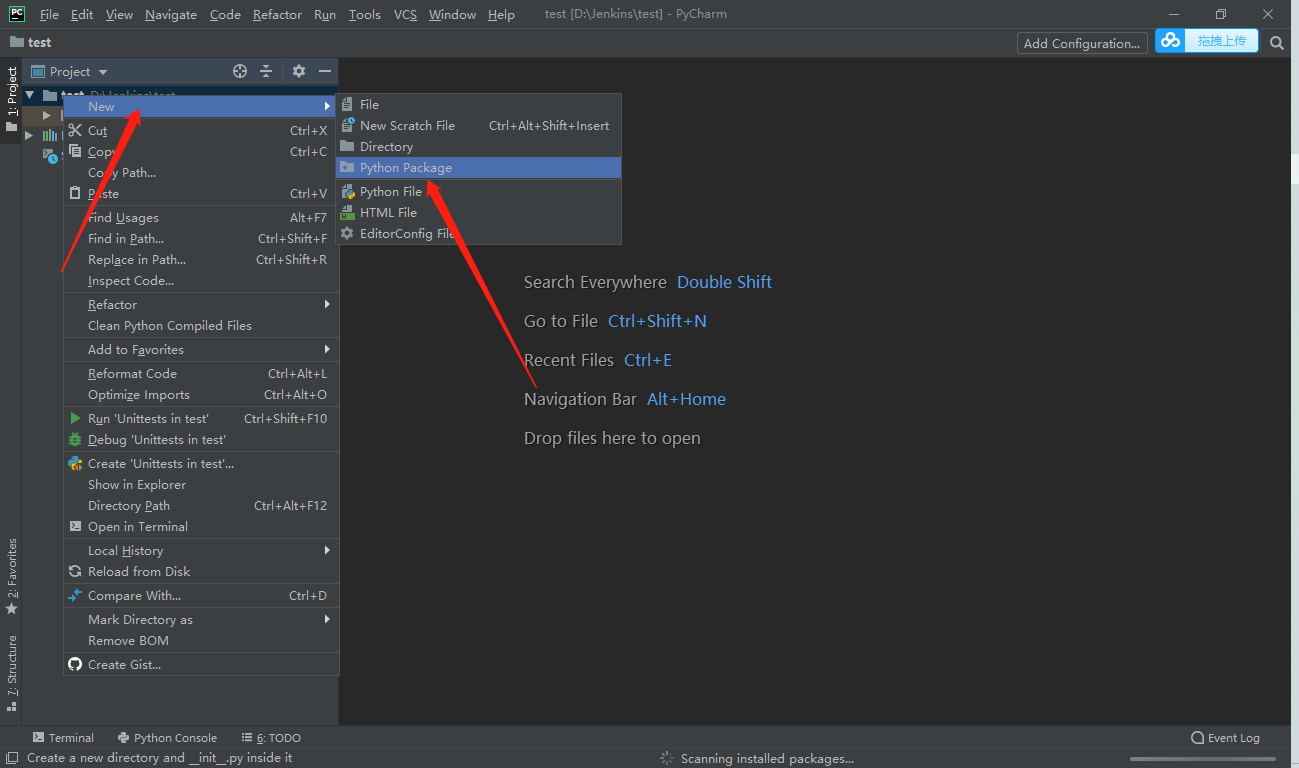 PC File Edit View Navigate Code Refactor Run Tools VCS Window Help test [D:\Jenkins\test] - PyCharm
test Add Configuration... 拖拽上传
1: Project
Project
test D:\Jenkins\test
New
Cut Ctrl+X
Copy Ctrl+C
Copy Path...
Paste Ctrl+V
Find Usages Alt+F7
Find in Path... Ctrl+Shift+F
Replace in Path... Ctrl+Shift+R
Inspect Code...
Refactor
Clean Python Compiled Files
Add to Favorites
Reformat Code Ctrl+Alt+L
Optimize Imports Ctrl+Alt+O
Run 'Unittests in test' Ctrl+Shift+F10
Debug 'Unittests in test'
Create 'Unittests in test'...
Show in Explorer
Directory Path Ctrl+Alt+F12
Open in Terminal
Local History
Reload from Disk
Compare With... Ctrl+D
Mark Directory as
Remove BOM
Create Gist...
File
New Scratch File Ctrl+Alt+Shift+Insert
Directory
Python Package
Python File
HTML File
EditorConfig File
Search Everywhere Double Shift
Go to File Ctrl+Shift+N
Recent Files Ctrl+E
Navigation Bar Alt+Home
Drop files here to open
2: Favorites
7: Structure
Terminal Python Console 6: TODO Event Log
Create a new directory and __init__.py inside it Scanning installed packages...